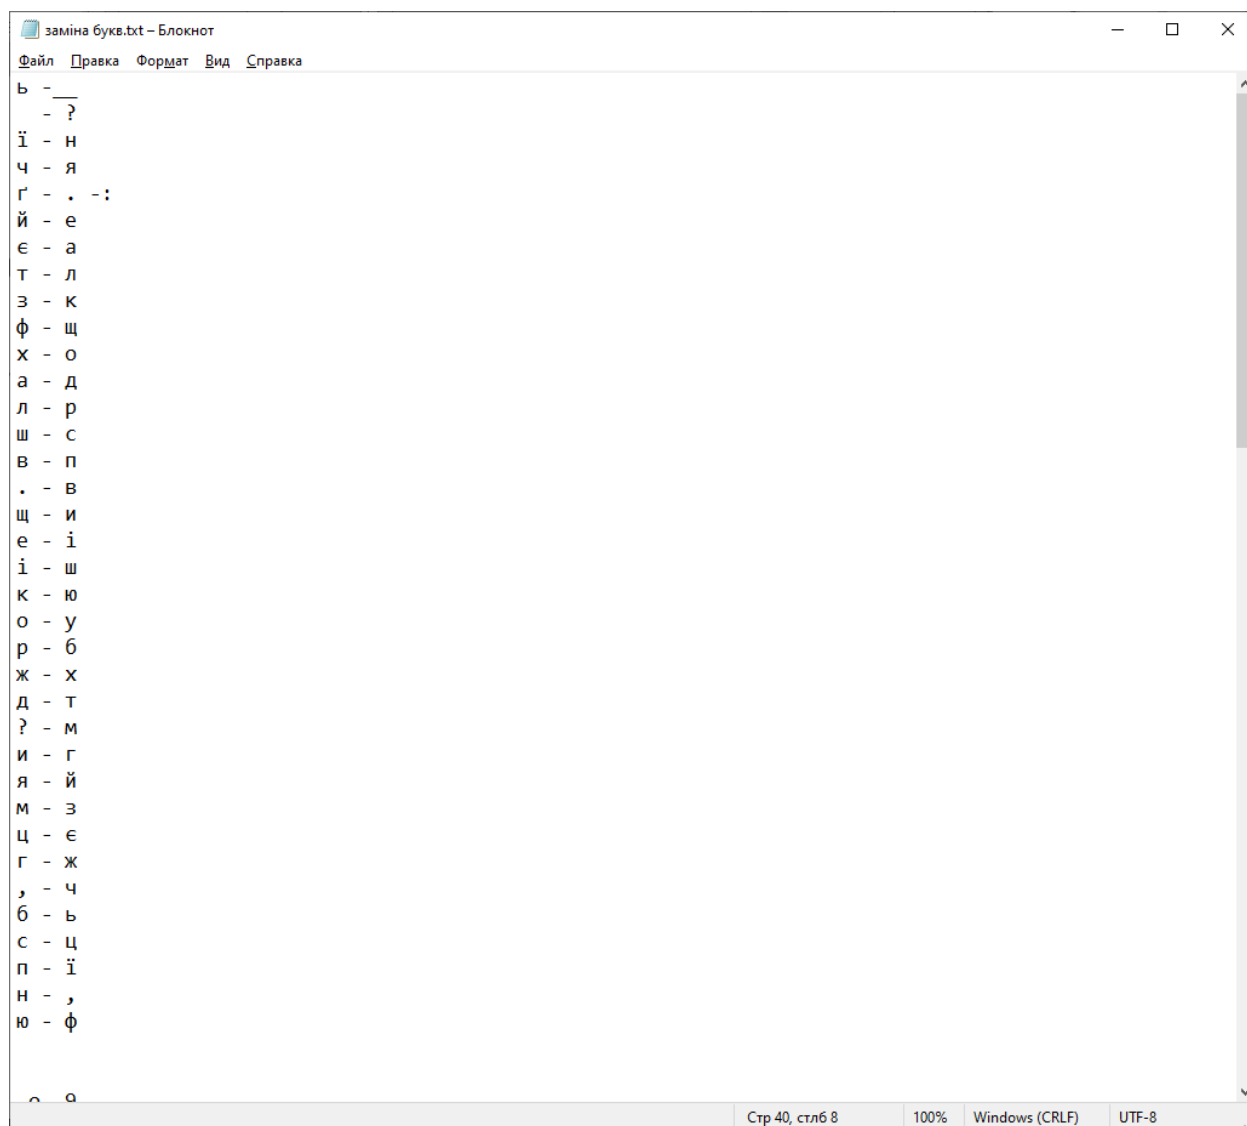 заміна букв.txt – Блокнот
Файл Правка Формат Вид Справка
ь -__
  - ?
ї - н
ч - я
ґ - . -:
й - е
є - а
т - л
з - к
ф - щ
х - о
а - д
л - р
ш - с
в - п
. - в
щ - и
е - і
і - ш
к - ю
о - у
р - б
ж - х
д - т
? - м
и - г
я - й
м - з
ц - є
г - ж
, - ч
б - ь
с - ц
п - ї
н - ,
ю - ф
Стр 40, стлб 8 100% Windows (CRLF) UTF-8